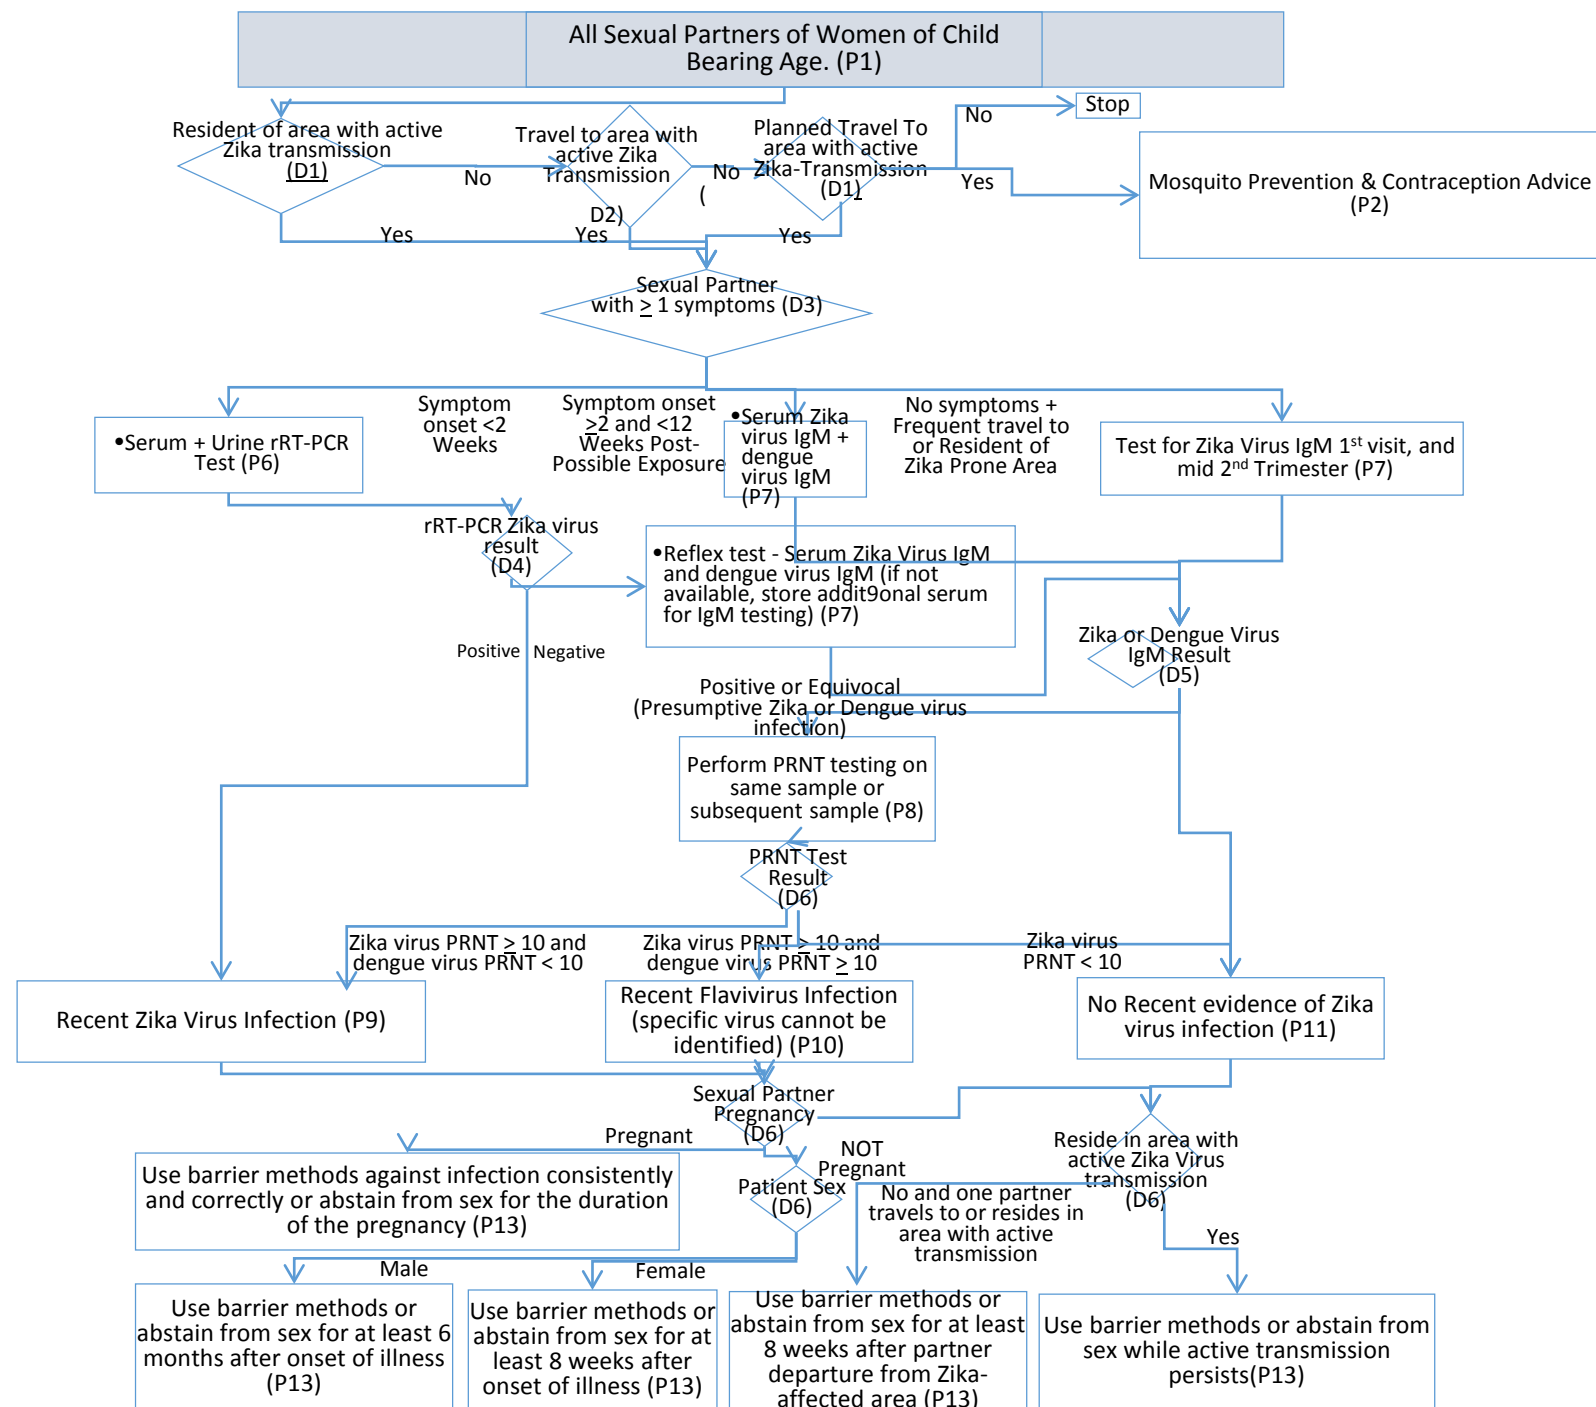 All Sexual Partners of Women of Child
Bearing Age. (P1)
Stop
No
Resident of area with active
Zika transmission
(D1)
No
Travel to area with
active Zika
Transmission
D2)
No
(
Planned Travel To
area with active
Zika-Transmission
(D1)
Yes
Mosquito Prevention & Contraception Advice
(P2)
Yes
Yes
Yes
Sexual Partner
with ≥ 1 symptoms (D3)
•Serum + Urine rRT-PCR
Test (P6)
Symptom
onset <2
Weeks
Symptom onset
≥2 and <12
Weeks Post-
Possible Exposure
•Serum Zika
virus IgM +
dengue
virus IgM
(P7)
No symptoms +
Frequent travel to
or Resident of
Zika Prone Area
Test for Zika Virus IgM 1st visit, and
mid 2nd Trimester (P7)
rRT-PCR Zika virus
result
(D4)
•Reflex test - Serum Zika Virus IgM
and dengue virus IgM (if not
available, store addit9onal serum
for IgM testing) (P7)
Positive
Negative
Zika or Dengue Virus
IgM Result
(D5)
Positive or Equivocal
(Presumptive Zika or Dengue virus
infection)
Perform PRNT testing on
same sample or
subsequent sample (P8)
PRNT Test
Result
(D6)
Zika virus PRNT ≥ 10 and
dengue virus PRNT < 10
Zika virus PRNT ≥ 10 and
dengue virus PRNT ≥ 10
Zika virus
PRNT < 10
Recent Zika Virus Infection (P9)
Recent Flavivirus Infection
(specific virus cannot be
identified) (P10)
No Recent evidence of Zika
virus infection (P11)
Sexual Partner
Pregnancy
(D6)
Pregnant
NOT
Pregnant
Use barrier methods against infection consistently
and correctly or abstain from sex for the duration
of the pregnancy (P13)
Patient Sex
(D6)
Reside in area with
active Zika Virus
transmission
(D6)
No and one partner
travels to or resides in
area with active
transmission
Yes
Male
Female
Use barrier methods or
abstain from sex for at least 6
months after onset of illness
(P13)
Use barrier methods or
abstain from sex for at
least 8 weeks after
onset of illness (P13)
Use barrier methods or
abstain from sex for at least
8 weeks after partner
departure from Zika-
affected area (P13)
Use barrier methods or abstain from
sex while active transmission
persists(P13)